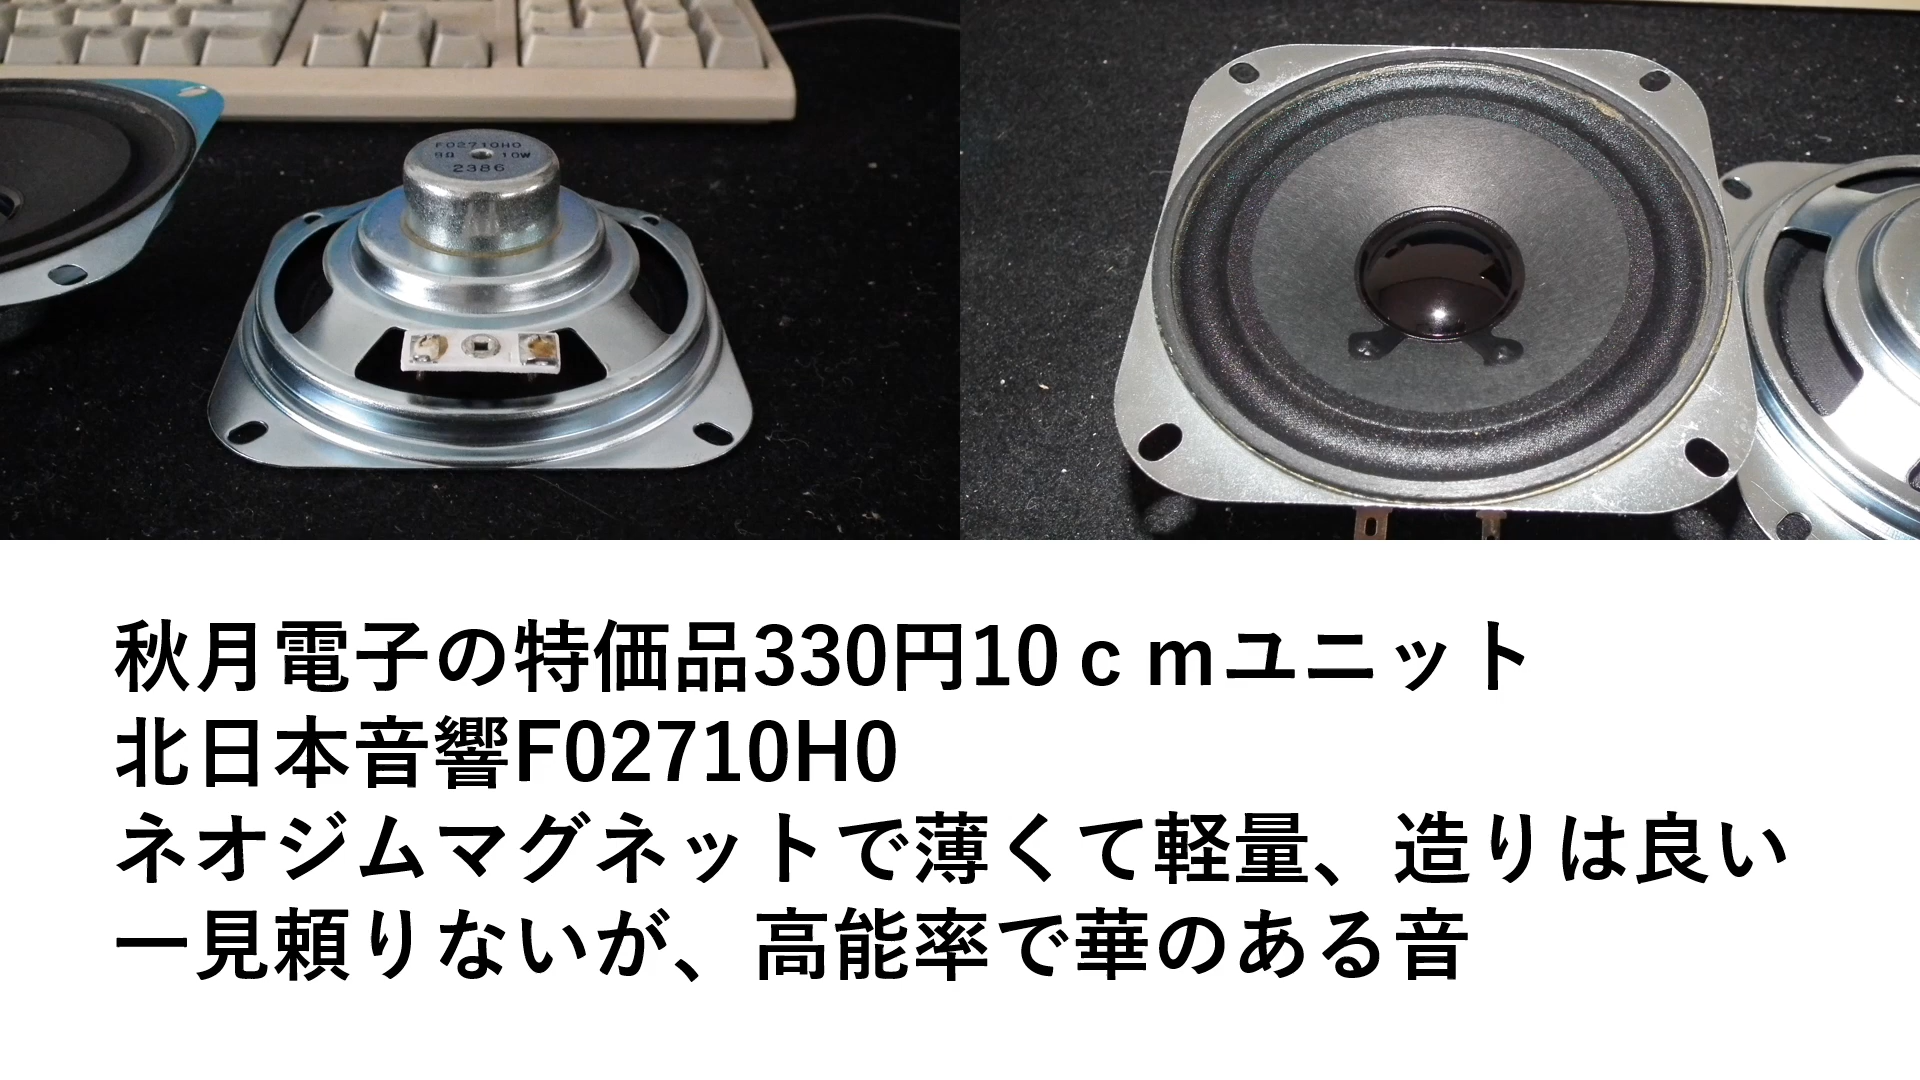 F02710H0
8Ω 10W
2386
秋月電子の特価品330円10ｃｍユニット
北日本音響F02710H0
ネオジムマグネットで薄くて軽量、造りは良い
一見頼りないが、高能率で華のある音